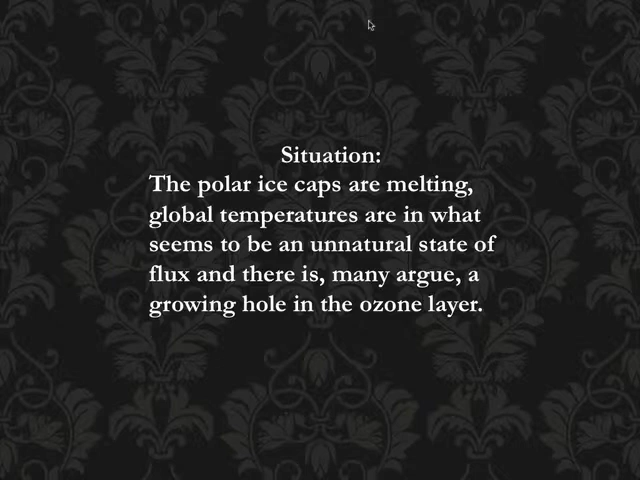 Situation:
The polar ice caps are melting,
global temperatures are in what
seems to be an unnatural state of
flux and there is, many argue, a
growing hole in the ozone layer.